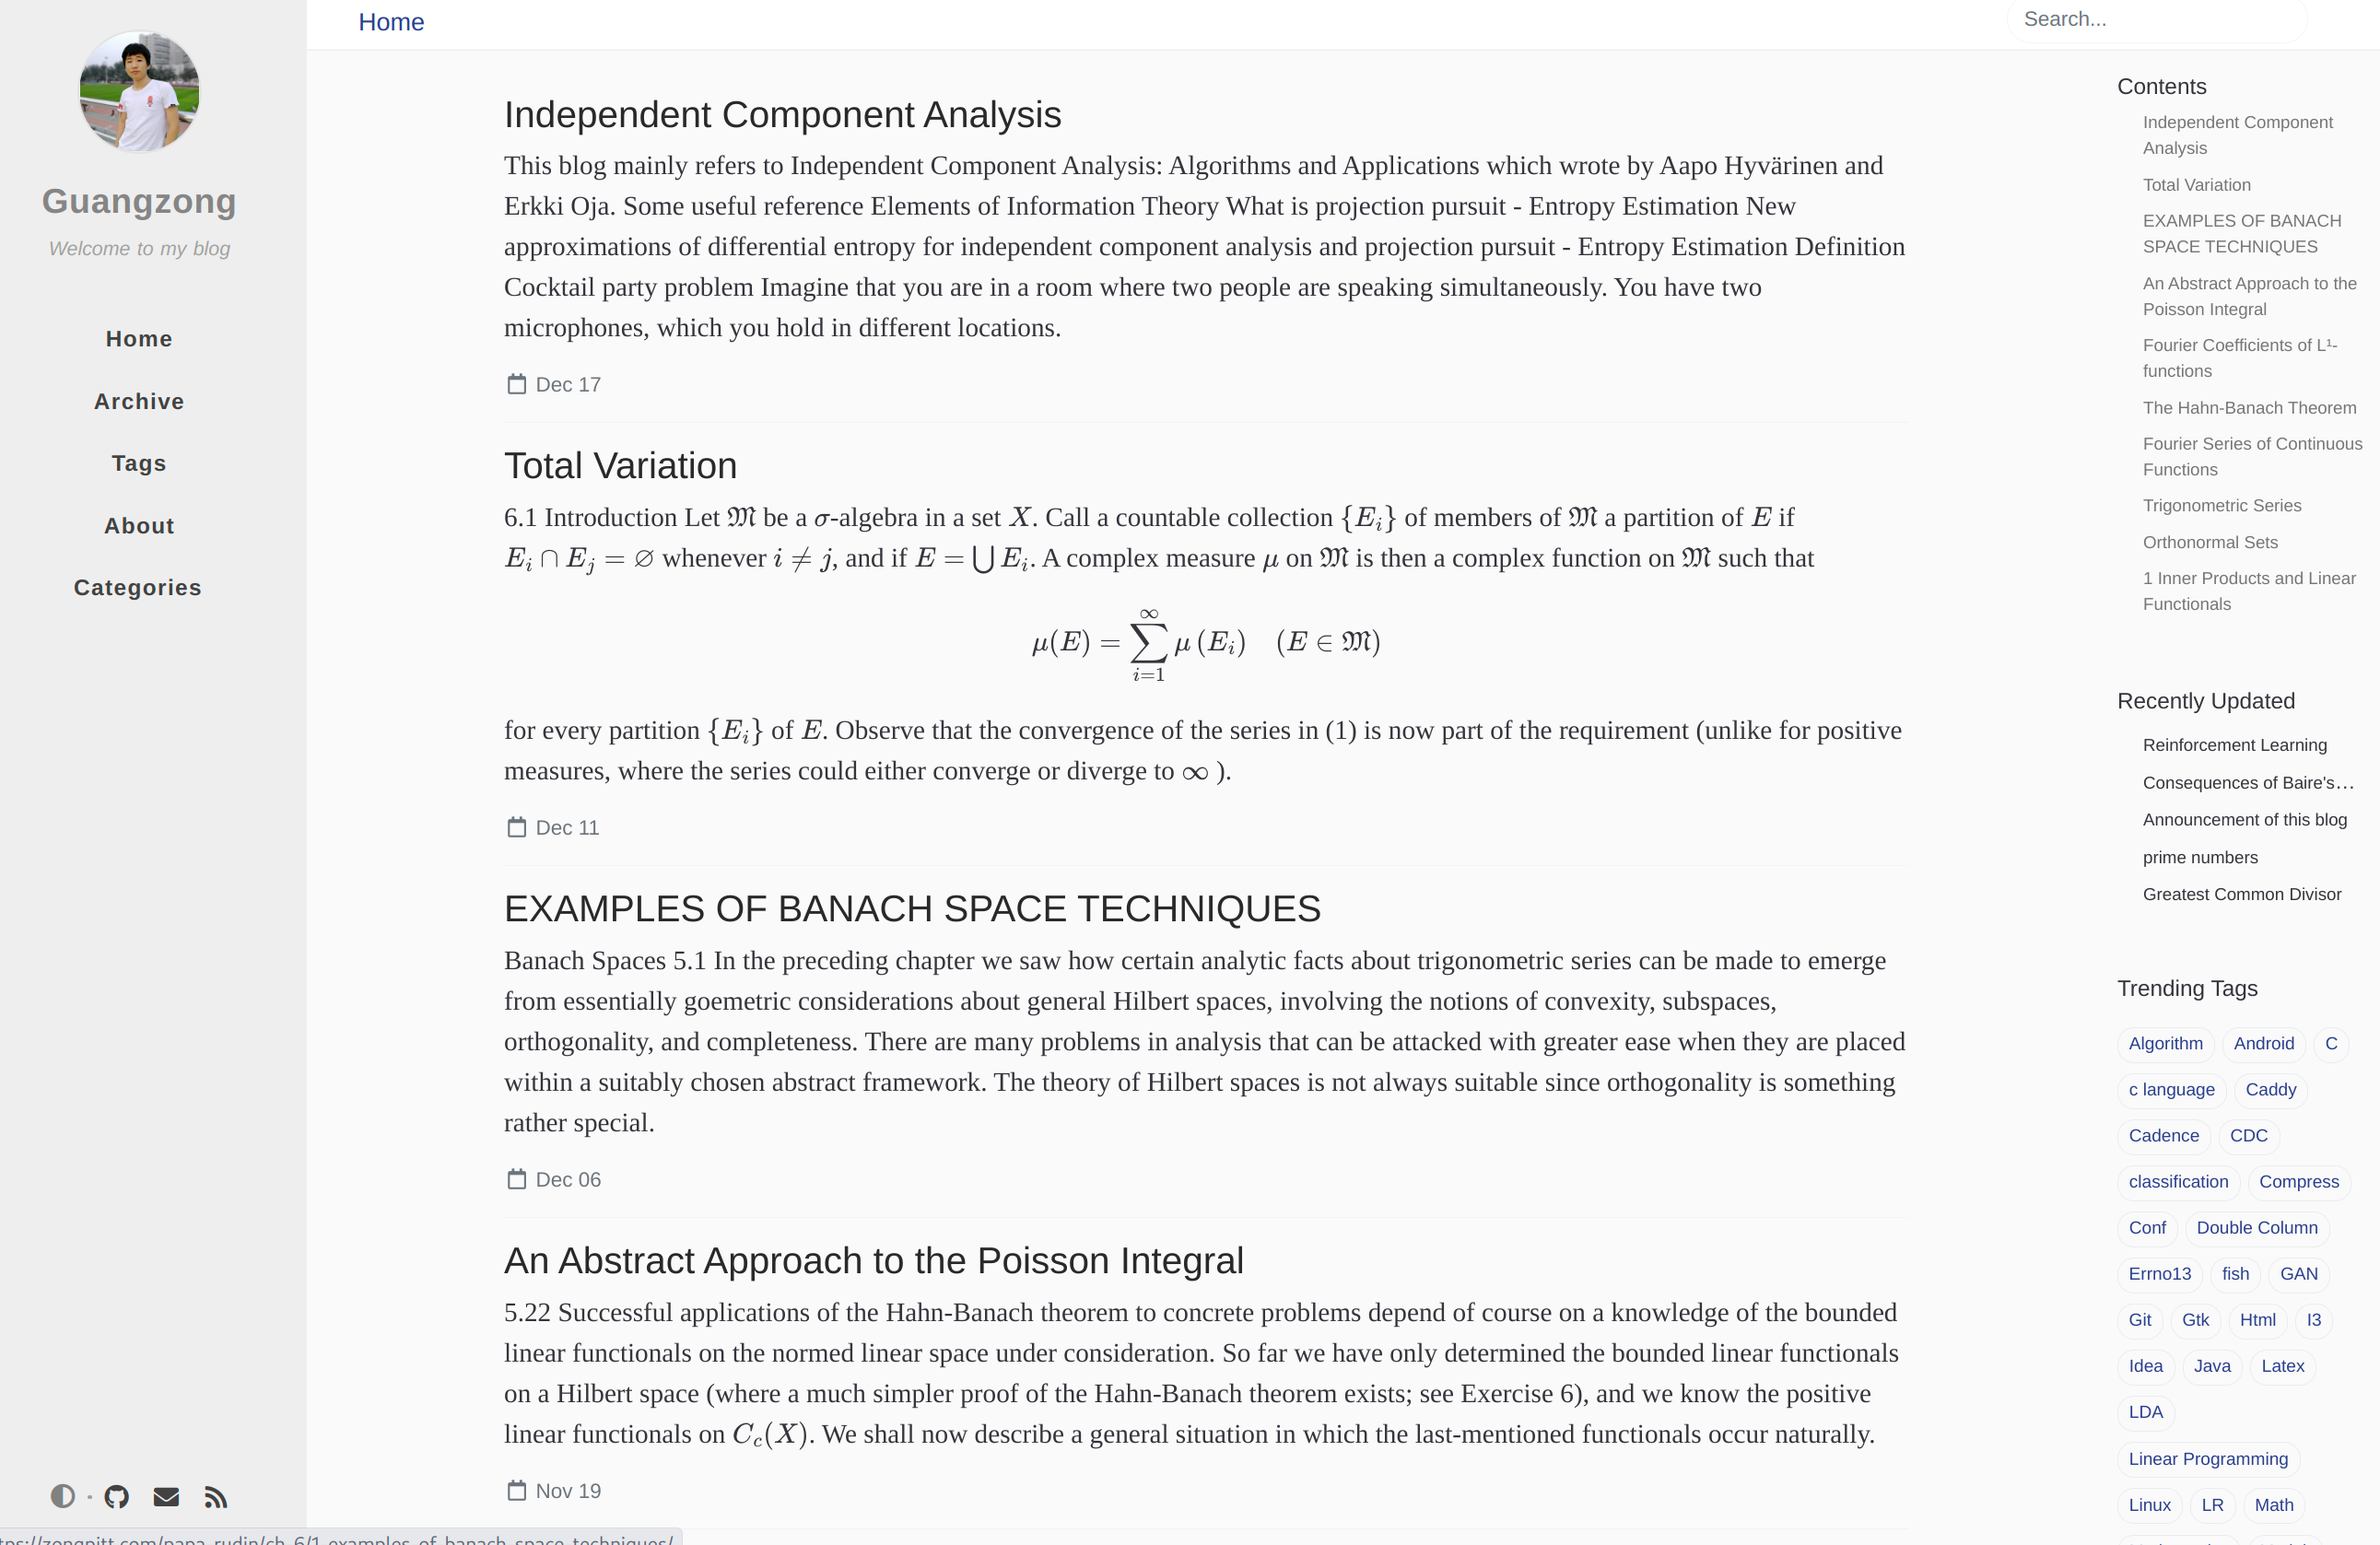 Guangzong
Welcome to my blog
Home
Archive
Tags
About
Categories
Home
Search...
Independent Component Analysis
This blog mainly refers to Independent Component Analysis: Algorithms and Applications which wrote by Aapo Hyvärinen and
Erkki Oja. Some useful reference Elements of Information Theory What is projection pursuit - Entropy Estimation New
approximations of differential entropy for independent component analysis and projection pursuit - Entropy Estimation Definition
Cocktail party problem Imagine that you are in a room where two people are speaking simultaneously. You have two
microphones, which you hold in different locations.
Dec 17
Total Variation
6.1 Introduction Let 𝔐 be a σ-algebra in a set X. Call a countable collection {E_i} of members of 𝔐 a partition of E if
E_i ∩ E_j = ∅ whenever i ≠ j, and if E = ⋃ E_i. A complex measure μ on 𝔐 is then a complex function on 𝔐 such that
μ(E) = ∑_{i=1}^{∞} μ (E_i) (E ∈ 𝔐)
for every partition {E_i} of E. Observe that the convergence of the series in (1) is now part of the requirement (unlike for positive
measures, where the series could either converge or diverge to ∞ ).
Dec 11
EXAMPLES OF BANACH SPACE TECHNIQUES
Banach Spaces 5.1 In the preceding chapter we saw how certain analytic facts about trigonometric series can be made to emerge
from essentially goemetric considerations about general Hilbert spaces, involving the notions of convexity, subspaces,
orthogonality, and completeness. There are many problems in analysis that can be attacked with greater ease when they are placed
within a suitably chosen abstract framework. The theory of Hilbert spaces is not always suitable since orthogonality is something
rather special.
Dec 06
An Abstract Approach to the Poisson Integral
5.22 Successful applications of the Hahn-Banach theorem to concrete problems depend of course on a knowledge of the bounded
linear functionals on the normed linear space under consideration. So far we have only determined the bounded linear functionals
on a Hilbert space (where a much simpler proof of the Hahn-Banach theorem exists; see Exercise 6), and we know the positive
linear functionals on C_c(X). We shall now describe a general situation in which the last-mentioned functionals occur naturally.
Nov 19
Contents
Independent Component
Analysis
Total Variation
EXAMPLES OF BANACH
SPACE TECHNIQUES
An Abstract Approach to the
Poisson Integral
Fourier Coefficients of L¹-
functions
The Hahn-Banach Theorem
Fourier Series of Continuous
Functions
Trigonometric Series
Orthonormal Sets
1 Inner Products and Linear
Functionals
Recently Updated
Reinforcement Learning
Consequences of Baire's…
Announcement of this blog
prime numbers
Greatest Common Divisor
Trending Tags
Algorithm Android C
c language Caddy
Cadence CDC
classification Compress
Conf Double Column
Errno13 fish GAN
Git Gtk Html I3
Idea Java Latex
LDA
Linear Programming
Linux LR Math
tps://zongpitt.com/papa_rudin/ch_6/1_examples_of_banach_space_techniques/